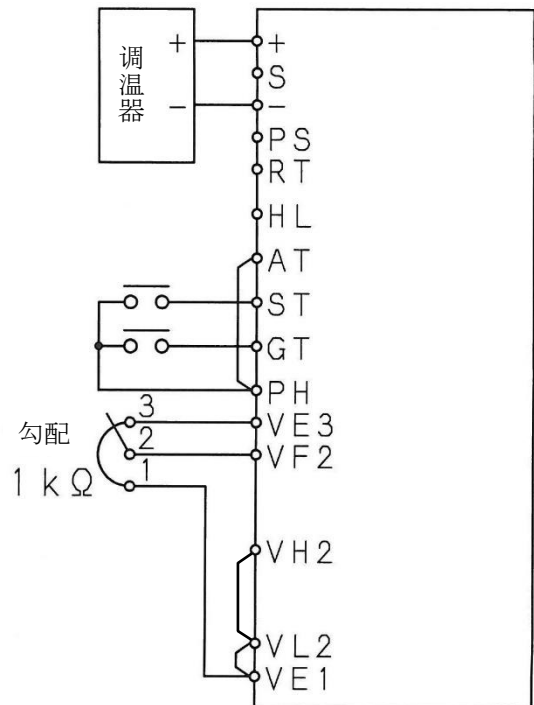 调温器
+
−
+
S
−
PS
RT
HL
AT
ST
GT
PH
VE3
VF2
VH2
VL2
VE1
勾配
1kΩ
3
2
1